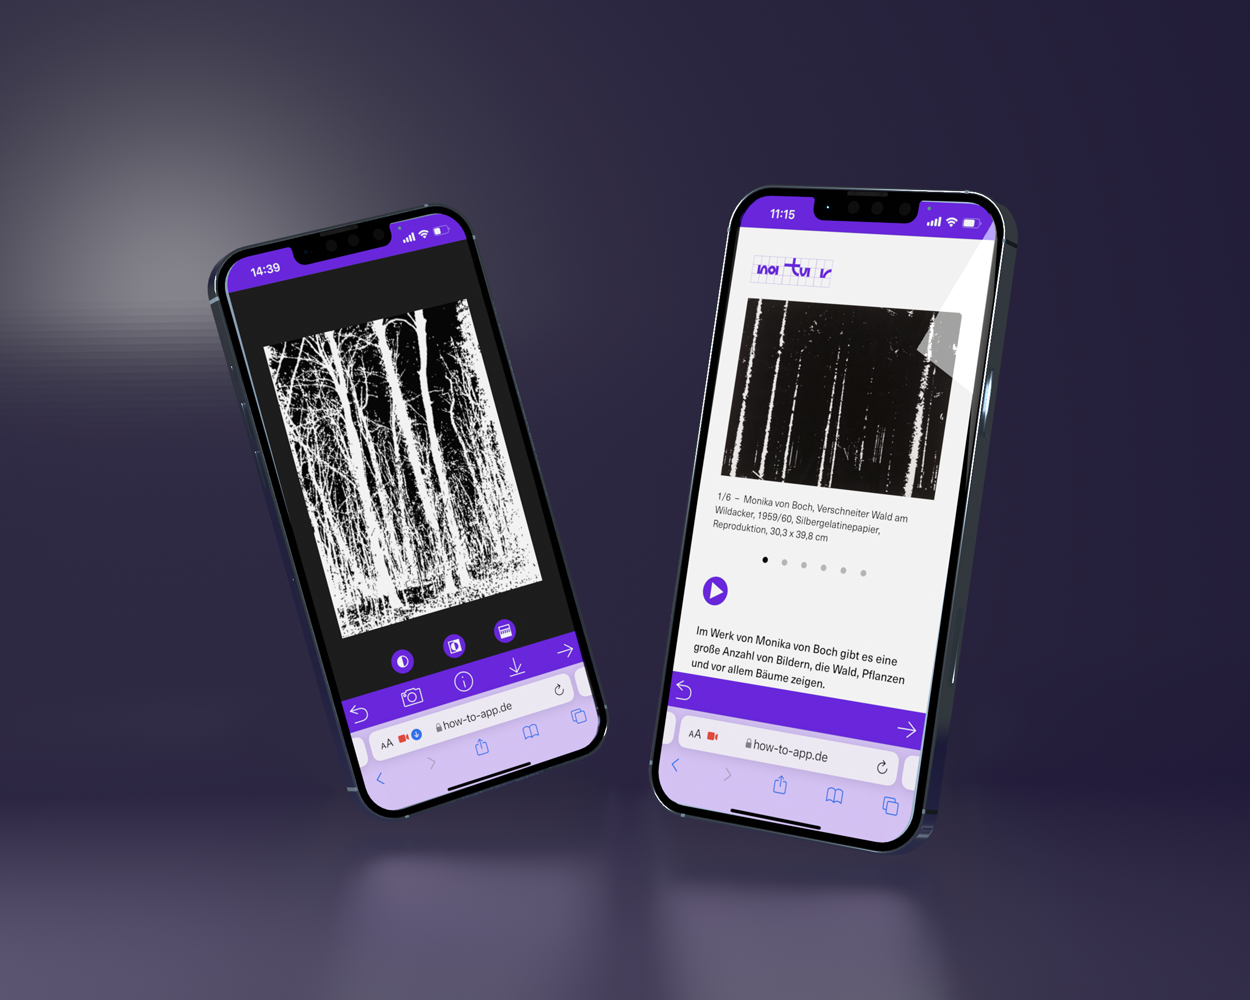 14:39
AA how-to-app.de
11:15
natur
1/6 – Monika von Boch, Verschneiter Wald am
Wildacker, 1959/60, Silbergelatinepapier,
Reproduktion, 30,3 x 39,8 cm
Im Werk von Monika von Boch gibt es eine
große Anzahl von Bildern, die Wald, Pflanzen
und vor allem Bäume zeigen.
AA how-to-app.de